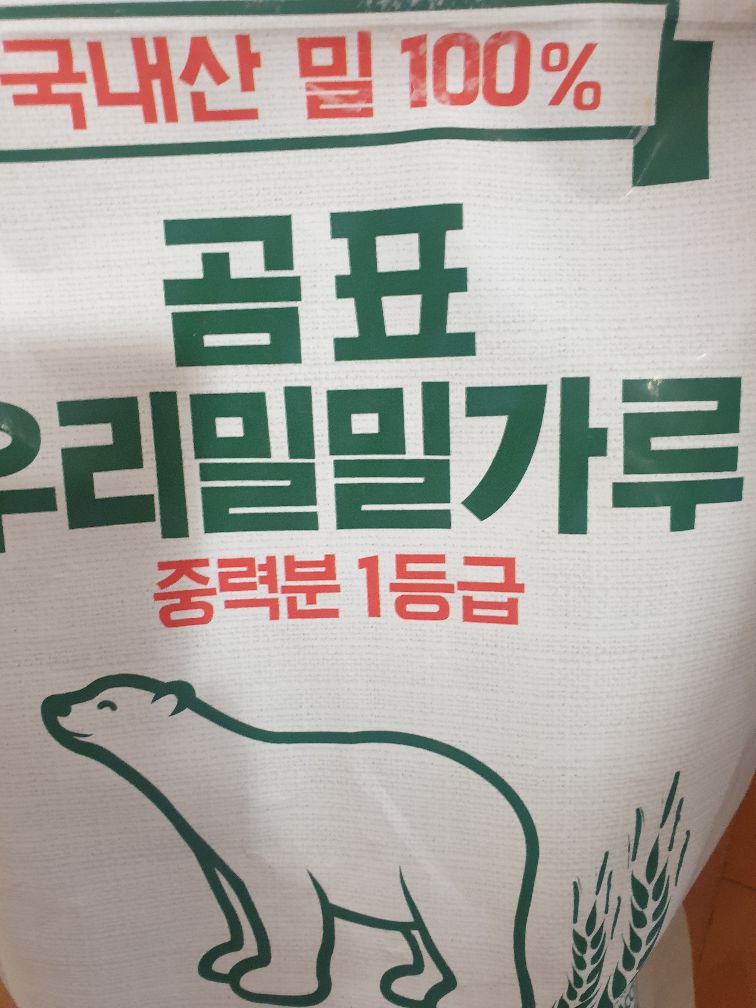 국내산 밀 100%
곰표
우리밀밀가루
중력분 1등급